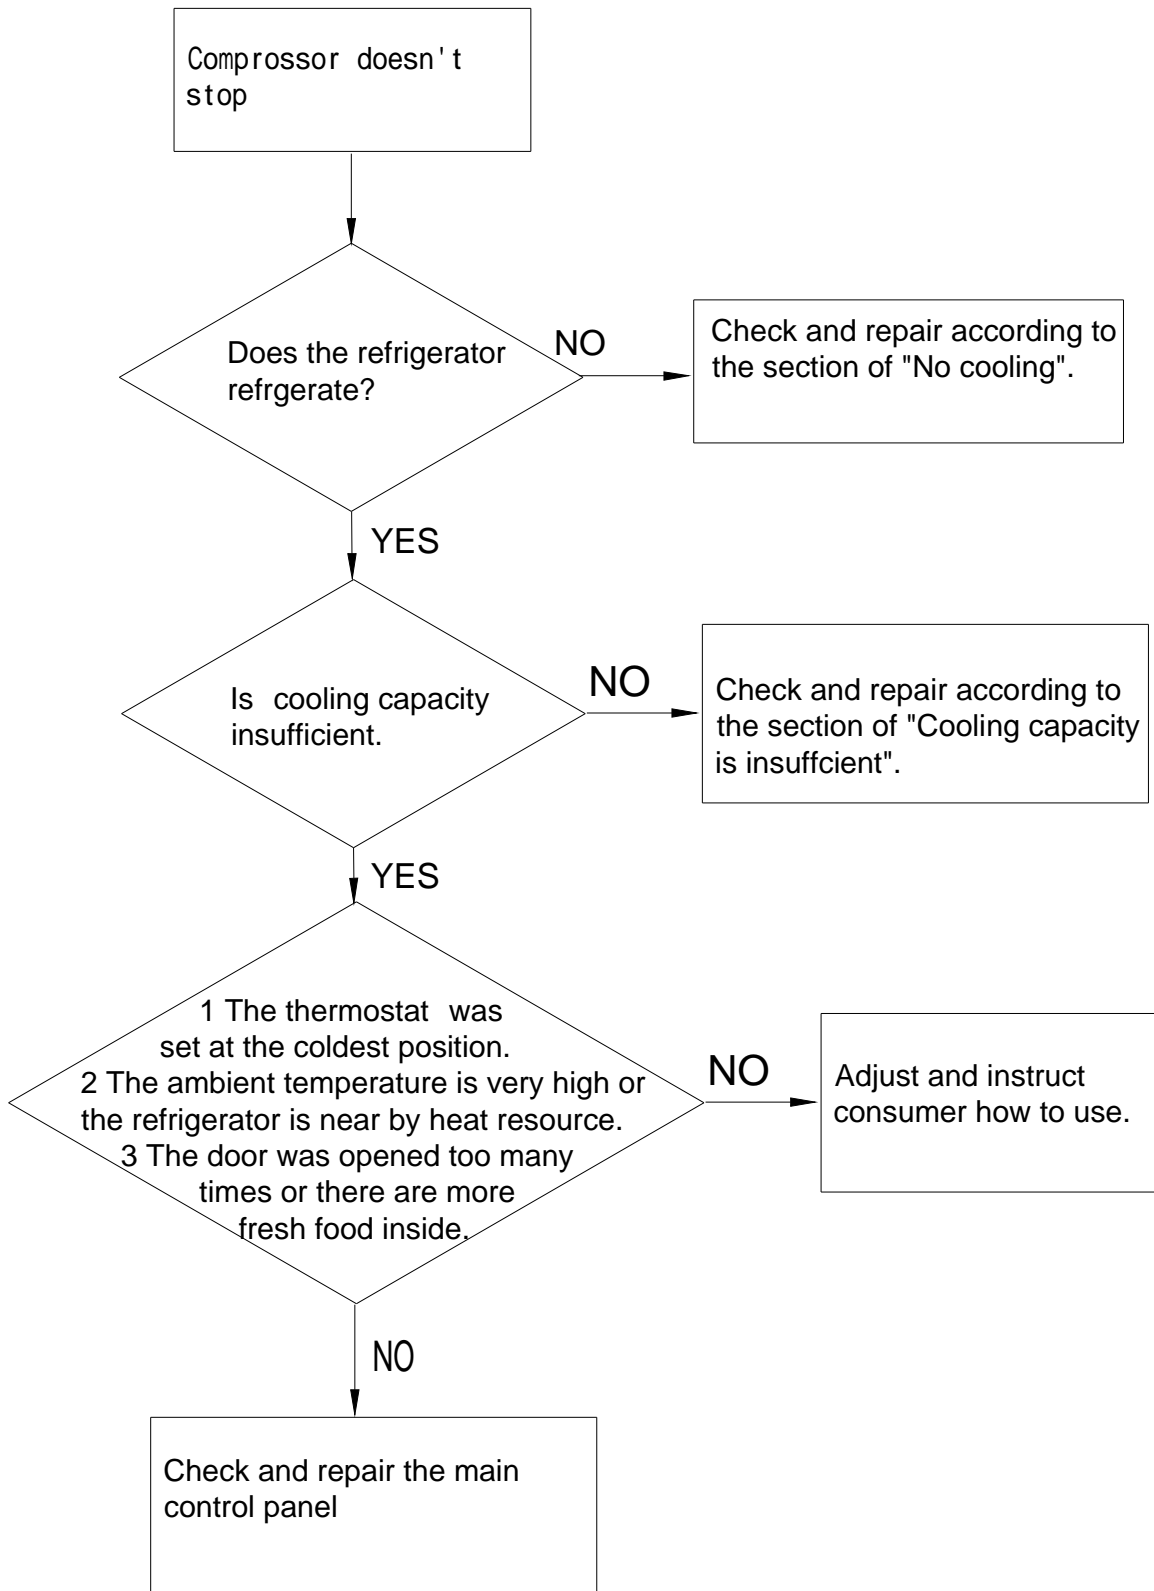 Comprossor doesn't
stop
Does the refrigerator
refrgerate?
NO
Check and repair according to
the section of "No cooling".
YES
Is cooling capacity
insufficient.
NO
Check and repair according to
the section of "Cooling capacity
is insuffcient".
YES
1 The thermostat was
set at the coldest position.
2 The ambient temperature is very high or
the refrigerator is near by heat resource.
3 The door was opened too many
times or there are more
fresh food inside.
NO
Adjust and instruct
consumer how to use.
NO
Check and repair the main
control panel